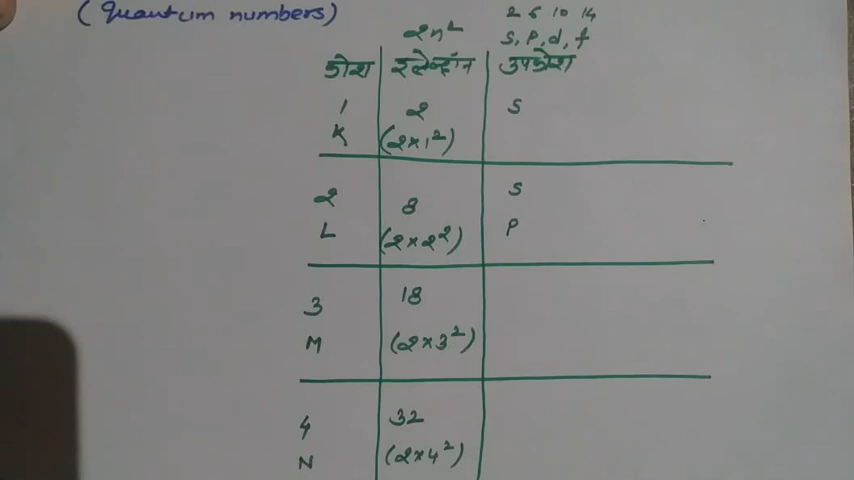 (Quantum numbers)
2 6 10 14
2n² s, p, d, f
कोश इलेक्ट्रॉन उपकोश
1 2 s
K (2×1²)
2 8 s
L (2×2²) p
3 18
M (2×3²)
4 32
N (2×4²)